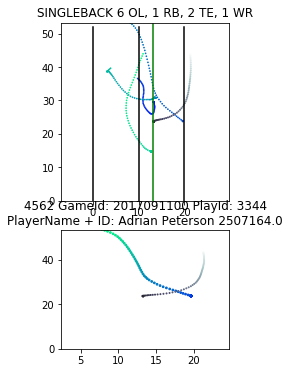 SINGLEBACK 6 OL, 1 RB, 2 TE, 1 WR
50
40
30
20
10
0
0 10 20
4562 GameId: 2017091100 PlayId: 3344
PlayerName + ID: Adrian Peterson 2507164.0
40
20
0
5 10 15 20